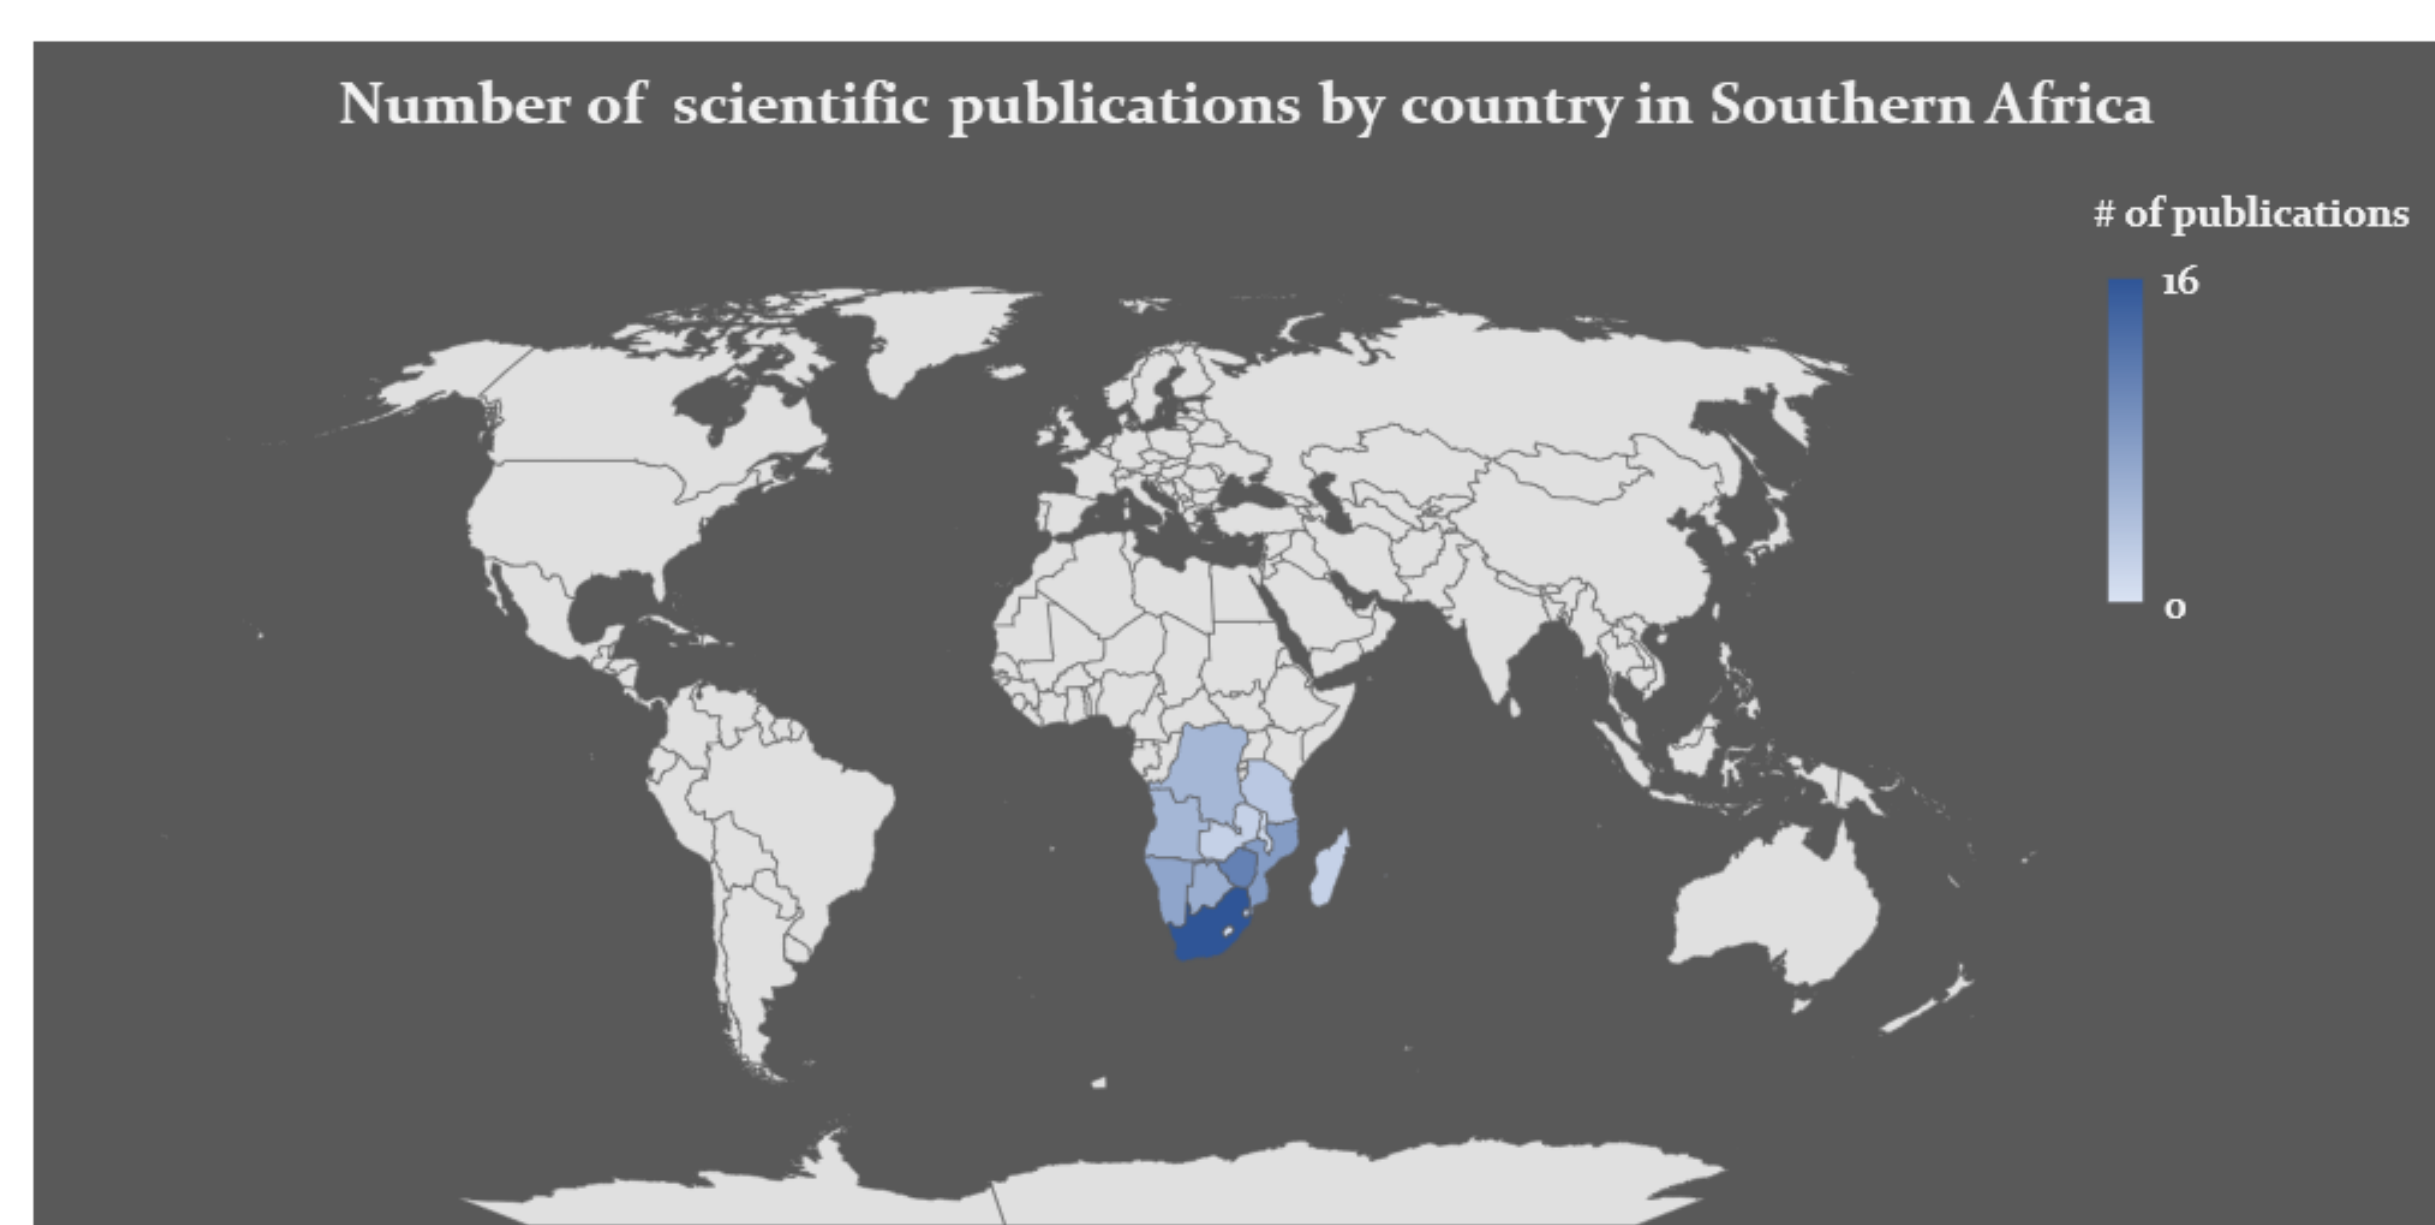 Number of scientific publications by country in Southern Africa
# of publications
16
0